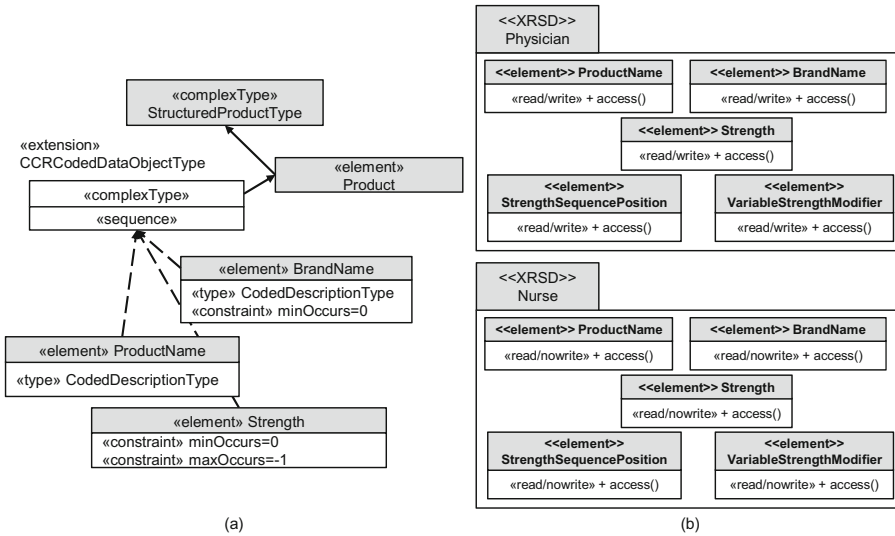 «complexType»
StructuredProductType
«extension»
CCRCodedDataObjectType
«complexType»
«sequence»
«element»
Product
«element» BrandName
«type» CodedDescriptionType
«constraint» minOccurs=0
«element» ProductName
«type» CodedDescriptionType
«element» Strength
«constraint» minOccurs=0
«constraint» maxOccurs=-1
(a)
<<XRSD>>
Physician
<<element>> ProductName
«read/write» + access()
<<element>> BrandName
«read/write» + access()
<<element>> Strength
«read/write» + access()
<<element>>
StrengthSequencePosition
«read/write» + access()
<<element>>
VariableStrengthModifier
«read/write» + access()
<<XRSD>>
Nurse
<<element>> ProductName
«read/nowrite» + access()
<<element>> BrandName
«read/nowrite» + access()
<<element>> Strength
«read/nowrite» + access()
<<element>>
StrengthSequencePosition
«read/nowrite» + access()
<<element>>
VariableStrengthModifier
«read/nowrite» + access()
(b)